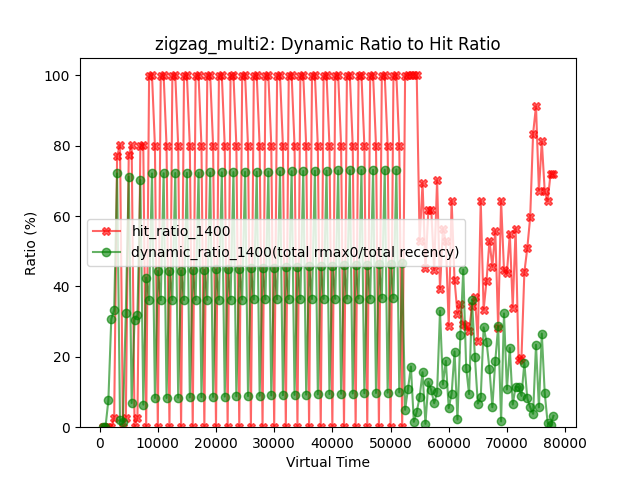 zigzag_multi2: Dynamic Ratio to Hit Ratio
100
80
60
40
20
0
Ratio (%)
hit_ratio_1400
dynamic_ratio_1400(total rmax0/total recency)
0 10000 20000 30000 40000 50000 60000 70000 80000
Virtual Time